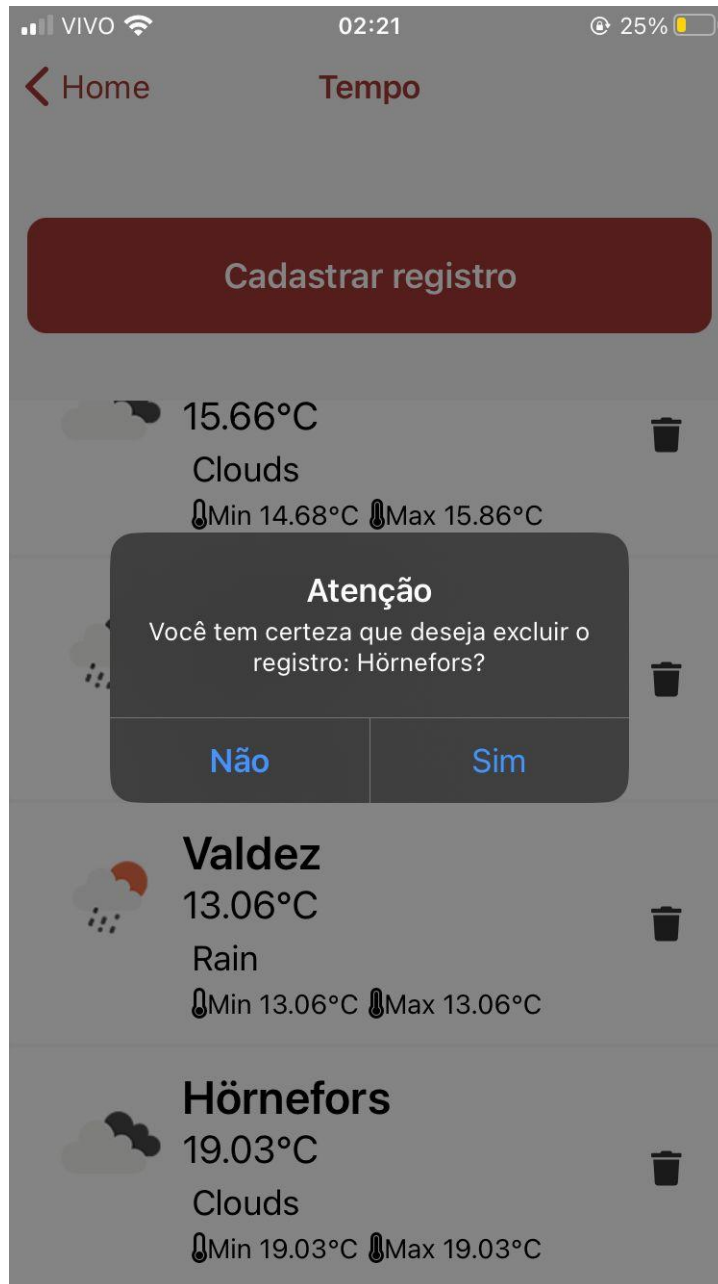 VIVO 02:21 25%
Home Tempo
Cadastrar registro
15.66°C
Clouds
Min 14.68°C Max 15.86°C
Atenção
Você tem certeza que deseja excluir o
registro: Hörnefors?
Não Sim
Valdez
13.06°C
Rain
Min 13.06°C Max 13.06°C
Hörnefors
19.03°C
Clouds
Min 19.03°C Max 19.03°C